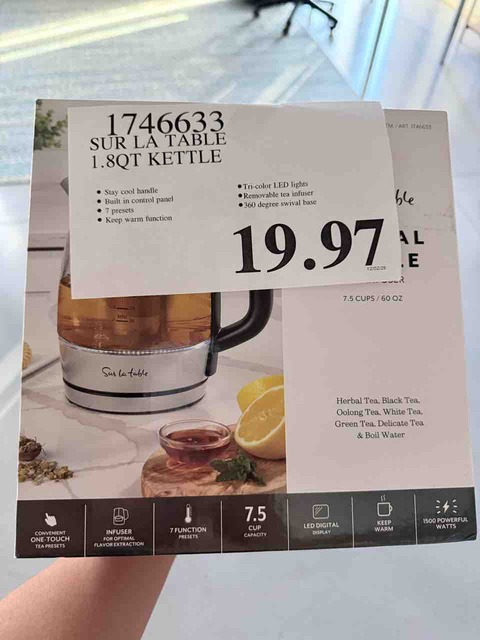 1746633
SUR LA TABLE
1.8QT KETTLE
• Stay cool handle
• Built in control panel
• 7 presets
• Keep warm function
• Tri-color LED lights
• Removable tea infuser
• 360 degree swival base
19.97
7.5 CUPS / 60 OZ
Sur la table
Herbal Tea, Black Tea,
Oolong Tea, White Tea,
Green Tea, Delicate Tea
& Boil Water
CONVENIENT
ONE-TOUCH
TEA PRESETS
INFUSER
FOR OPTIMAL
FLAVOR EXTRACTION
7 FUNCTION
PRESETS
7.5
CUP
CAPACITY
LED DIGITAL
DISPLAY
KEEP
WARM
1500 POWERFUL
WATTS